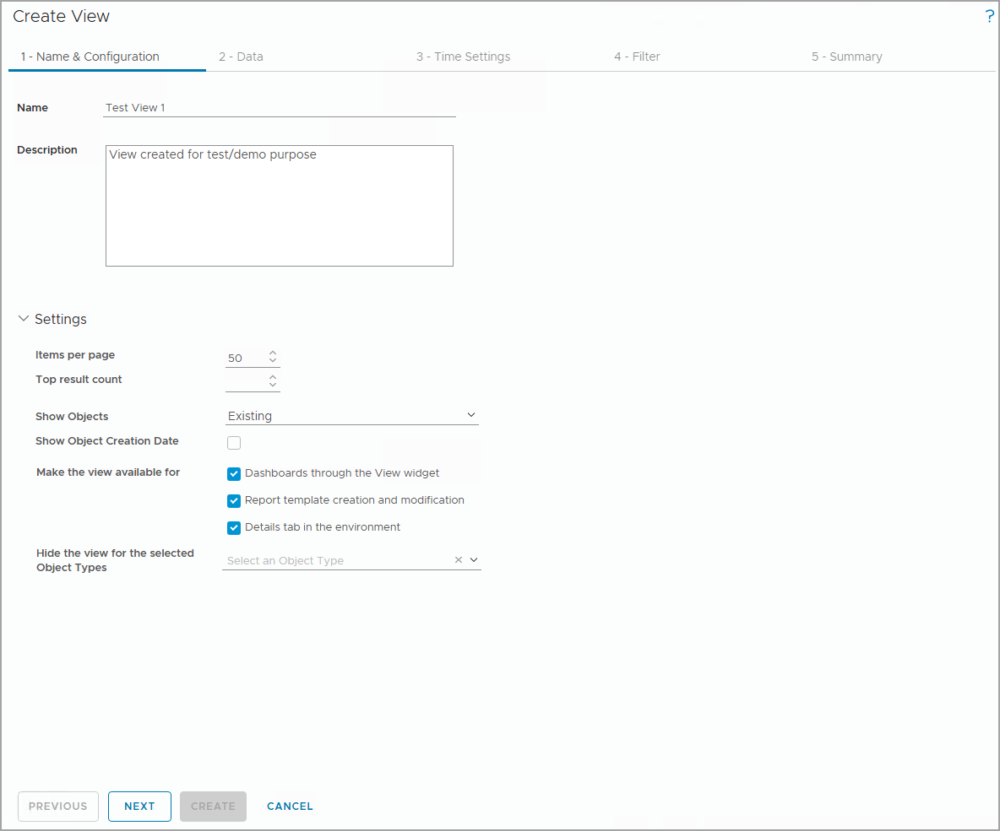 Create View
?
1 - Name & Configuration
2 - Data
3 - Time Settings
4 - Filter
5 - Summary
Name
Test View 1
Description
View created for test/demo purpose
Settings
Items per page
50
Top result count
Show Objects
Existing
Show Object Creation Date
Make the view available for
Dashboards through the View widget
Report template creation and modification
Details tab in the environment
Hide the view for the selected
Object Types
Select an Object Type
PREVIOUS
NEXT
CREATE
CANCEL